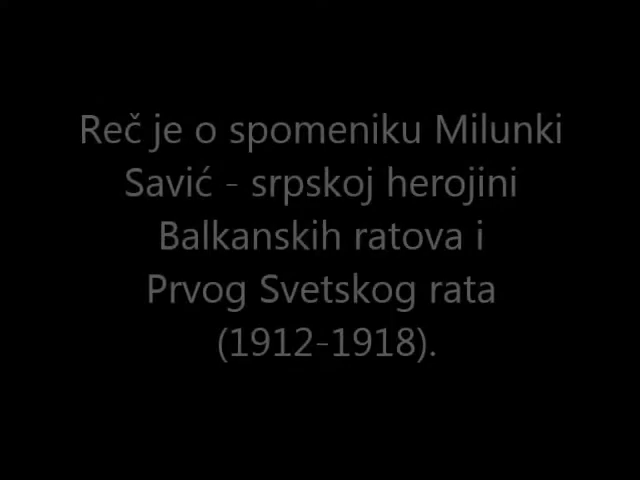 Reč je o spomeniku Milunki
Savić - srpskoj herojini
Balkanskih ratova i
Prvog Svetskog rata
(1912-1918).